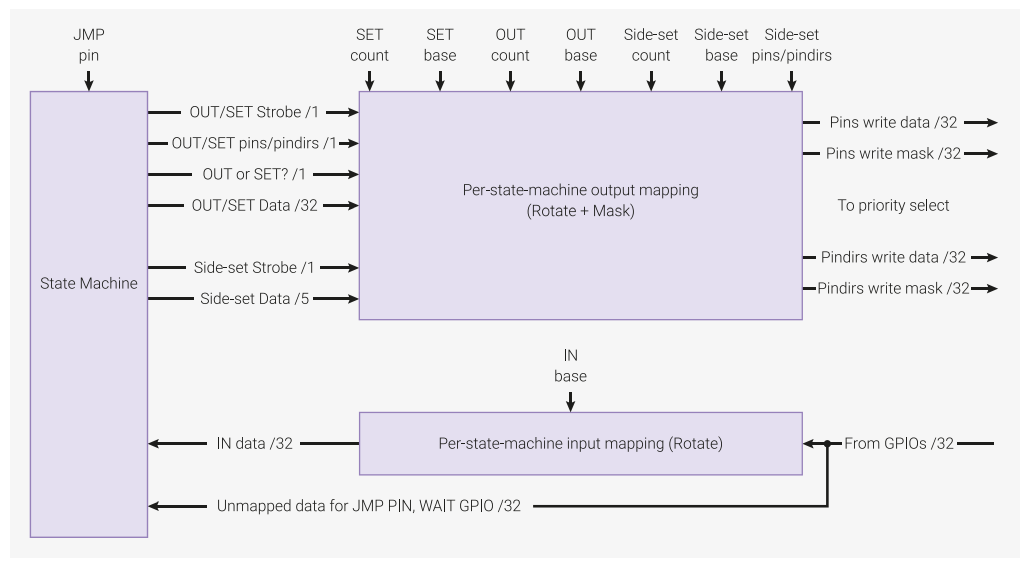 JMP
pin
SET
count
SET
base
OUT
count
OUT
base
Side-set
count
Side-set
base
Side-set
pins/pindirs
OUT/SET Strobe /1
OUT/SET pins/pindirs /1
OUT or SET? /1
OUT/SET Data /32
Side-set Strobe /1
Side-set Data /5
State Machine
Per-state-machine output mapping
(Rotate + Mask)
Pins write data /32
Pins write mask /32
To priority select
Pindirs write data /32
Pindirs write mask /32
IN
base
IN data /32
Per-state-machine input mapping (Rotate)
From GPIOs /32
Unmapped data for JMP PIN, WAIT GPIO /32